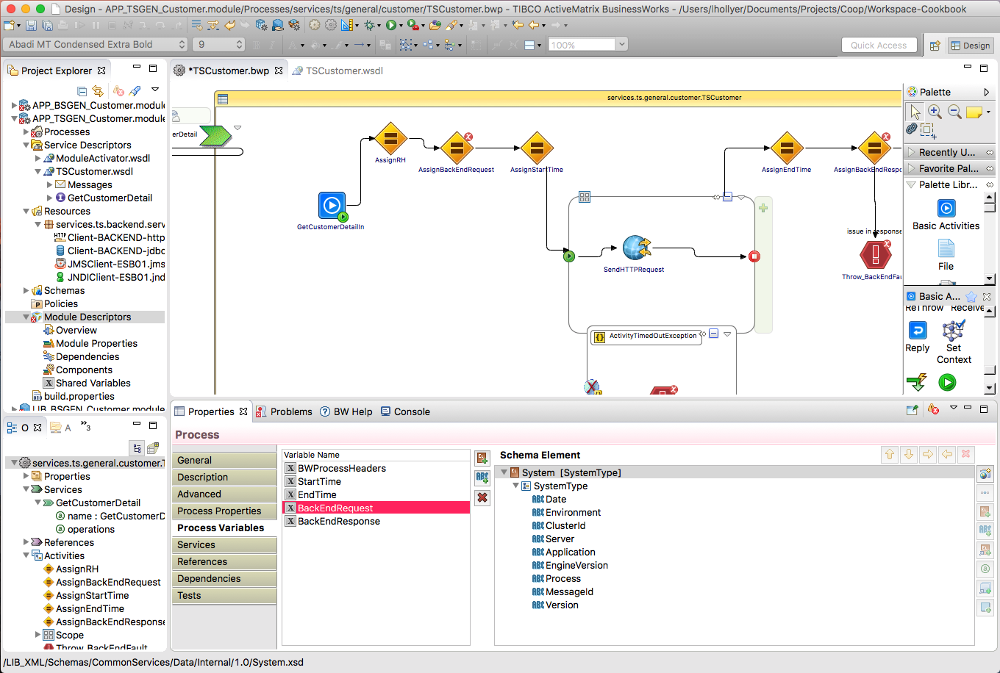 Design - APP_TSGEN_Customer.module/Processes/services/ts/general/customer/TSCustomer.bwp - TIBCO ActiveMatrix BusinessWorks - /Users/lhollyer/Documents/Projects/Coop/Workspace-Cookbook
Abadi MT Condensed Extra Bold
9
100%
Quick Access
Design
Project Explorer
APP_BSGEN_Customer.module
APP_TSGEN_Customer.module
Processes
Service Descriptors
ModuleActivator.wsdl
TSCustomer.wsdl
Messages
GetCustomerDetail
Resources
services.ts.backend.serv
Client-BACKEND-http
Client-BACKEND-jdbc
JMSClient-ESB01.jms
JNDIClient-ESB01.jnd
Schemas
Policies
Module Descriptors
Overview
Module Properties
Dependencies
Components
Shared Variables
build.properties
LIB_BSGEN_Customer.module
*TSCustomer.bwp
TSCustomer.wsdl
services.ts.general.customer.TSCustomer
erDetail
GetCustomerDetailIn
AssignRH
AssignBackEndRequest
AssignStartTime
SendHTTPRequest
ActivityTimedOutException
AssignEndTime
AssignBackEndRespo
issue in response
Throw_BackEndFau
Palette
Recently U...
Favorite Pal...
Palette Libr...
Basic Activities
File
Basic A...
ReThrow Receive
Reply
Set Context
O
A
»3
services.ts.general.customer.T
Properties
Services
GetCustomerDetail
name : GetCustomerD
operations
References
Activities
AssignRH
AssignBackEndRequest
AssignStartTime
AssignEndTime
AssignBackEndResponse
Scope
Throw_BackEndFault
Properties
Problems
BW Help
Console
Process
General
Description
Advanced
Process Properties
Process Variables
Services
References
Dependencies
Tests
Variable Name
BWProcessHeaders
StartTime
EndTime
BackEndRequest
BackEndResponse
Schema Element
System [SystemType]
SystemType
Date
Environment
ClusterId
Server
Application
EngineVersion
Process
MessageId
Version
/LIB_XML/Schemas/CommonServices/Data/Internal/1.0/System.xsd